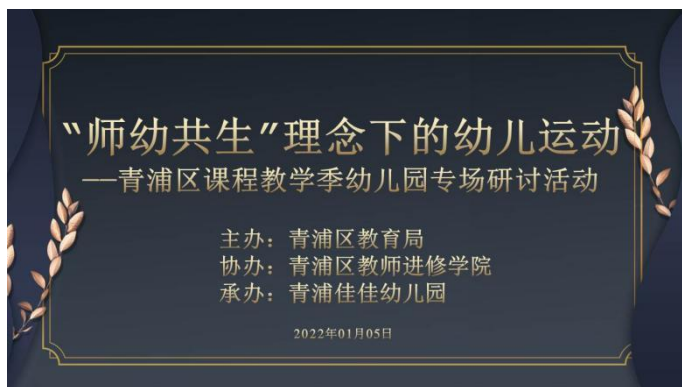 “师幼共生”理念下的幼儿运动
——青浦区课程教学季幼儿园专场研讨活动
主办：青浦区教育局
协办：青浦区教师进修学院
承办：青浦佳佳幼儿园
2022年01月05日